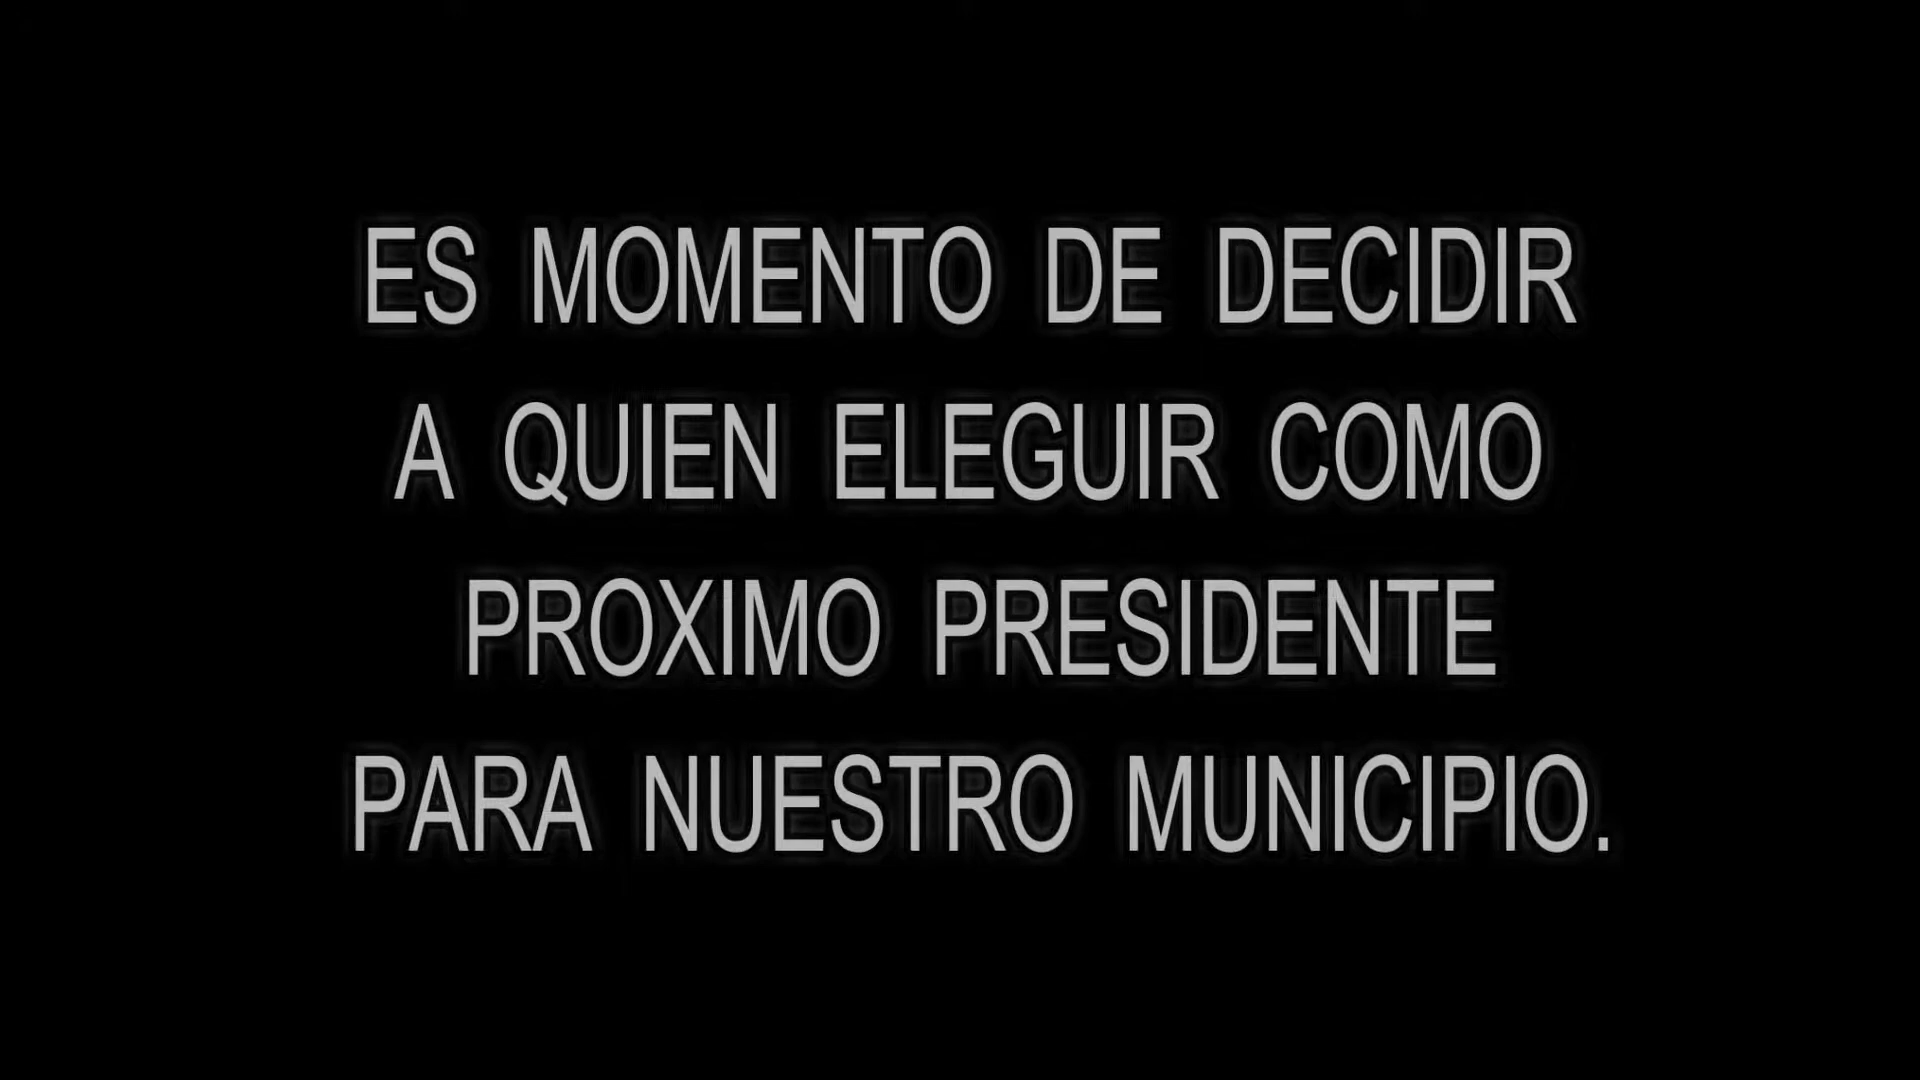 ES MOMENTO DE DECIDIR
A QUIEN ELEGUIR COMO
PROXIMO PRESIDENTE
PARA NUESTRO MUNICIPIO.